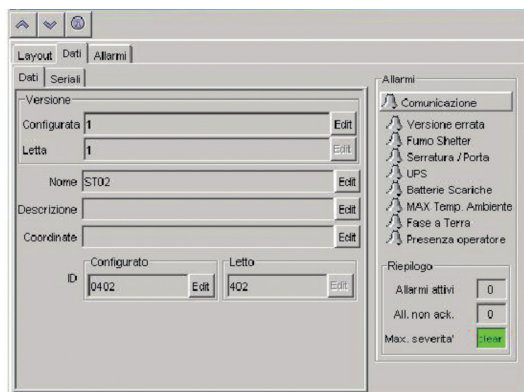 Layout Dati Allarmi
Dati Seriali
Versione
Configurata 1 Edit
Letta 1 Edit
Nome ST02 Edit
Descrizione Edit
Coordinate Edit
ID
Configurato
0402 Edit
Letto
402 Edit
Allarmi
Comunicazione
Versione errata
Fumo Shelter
Serratura / Porta
UPS
Batterie Scariche
MAX Temp. Ambiente
Fase a Terra
Presenza operatore
Riepilogo
Allarmi attivi 0
All. non ack. 0
Max. severita' clear